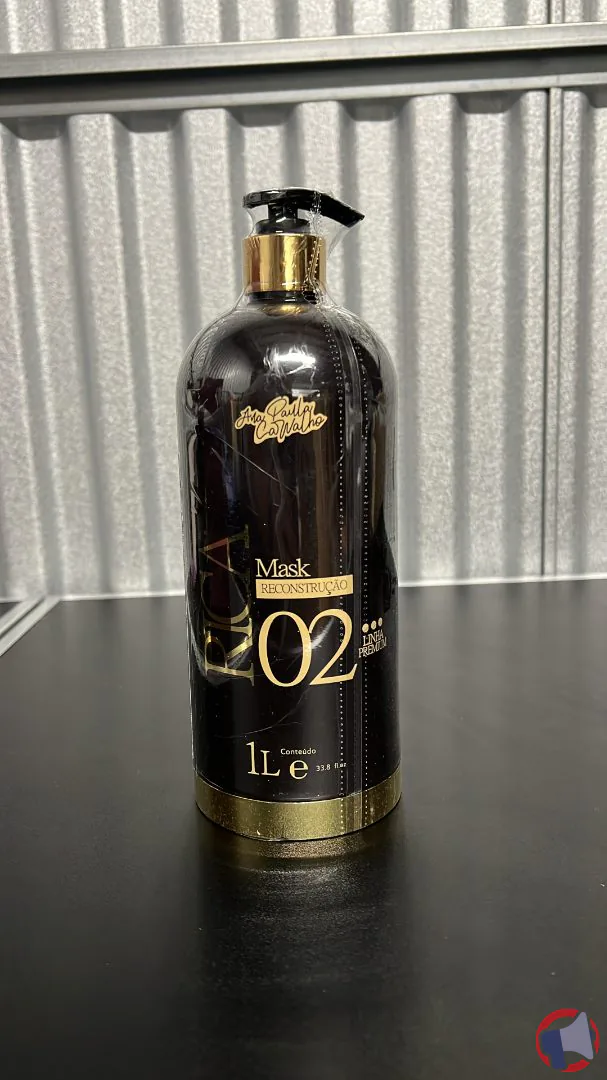 Ana Paula
Carvalho
RICA
Mask
RECONSTRUÇÃO
02
LINHA
PREMIUM
Conteúdo
1L e 33.8 fl.oz